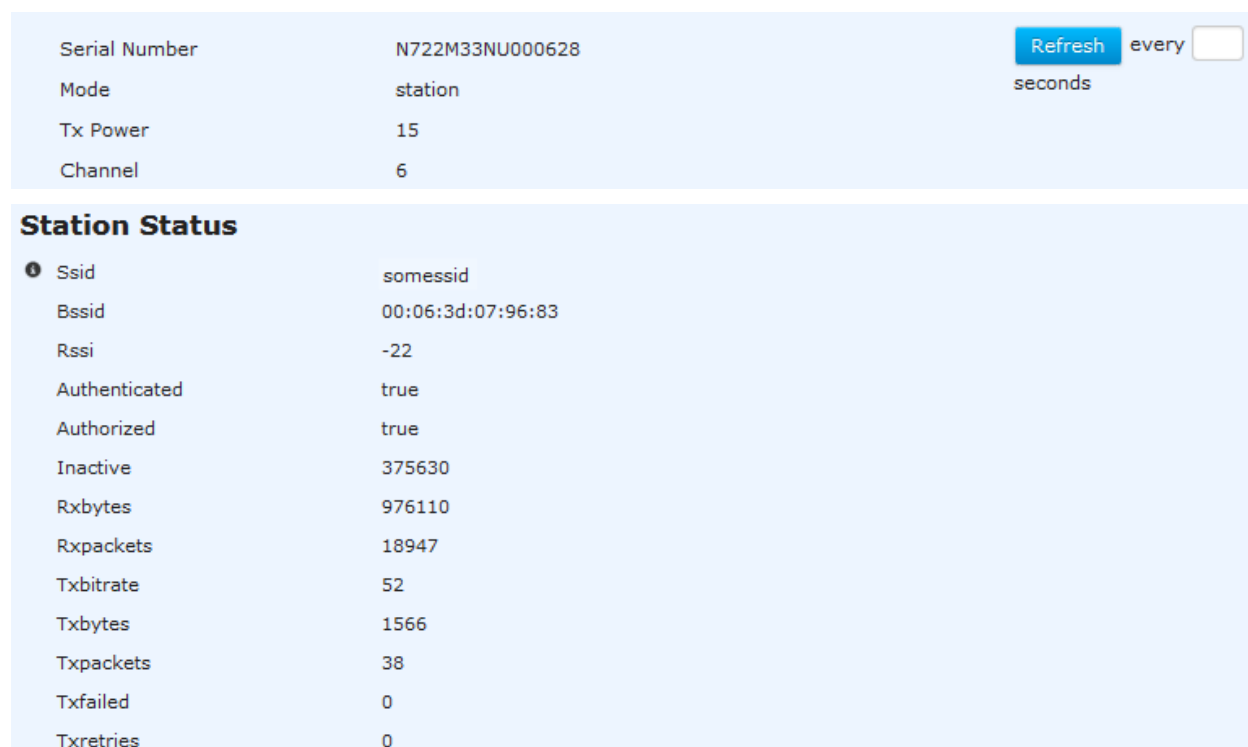 Serial Number N722M33NU000628
Refresh every
Mode station
seconds
Tx Power 15
Channel 6
Station Status
Ssid somessid
Bssid 00:06:3d:07:96:83
Rssi -22
Authenticated true
Authorized true
Inactive 375630
Rxbytes 976110
Rxpackets 18947
Txbitrate 52
Txbytes 1566
Txpackets 38
Txfailed 0
Txretries 0